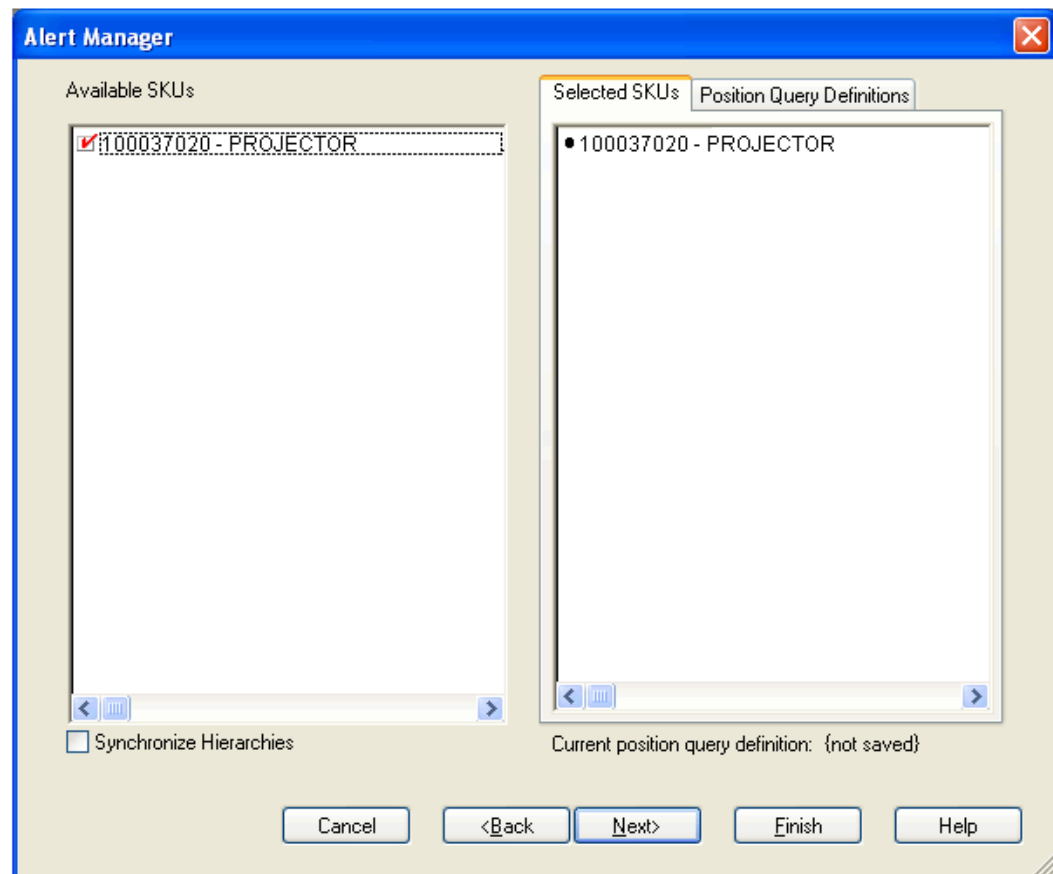 Alert Manager
Available SKUs
100037020 - PROJECTOR
Synchronize Hierarchies
Selected SKUs
Position Query Definitions
100037020 - PROJECTOR
Current position query definition: {not saved}
Cancel
<Back
Next>
Finish
Help